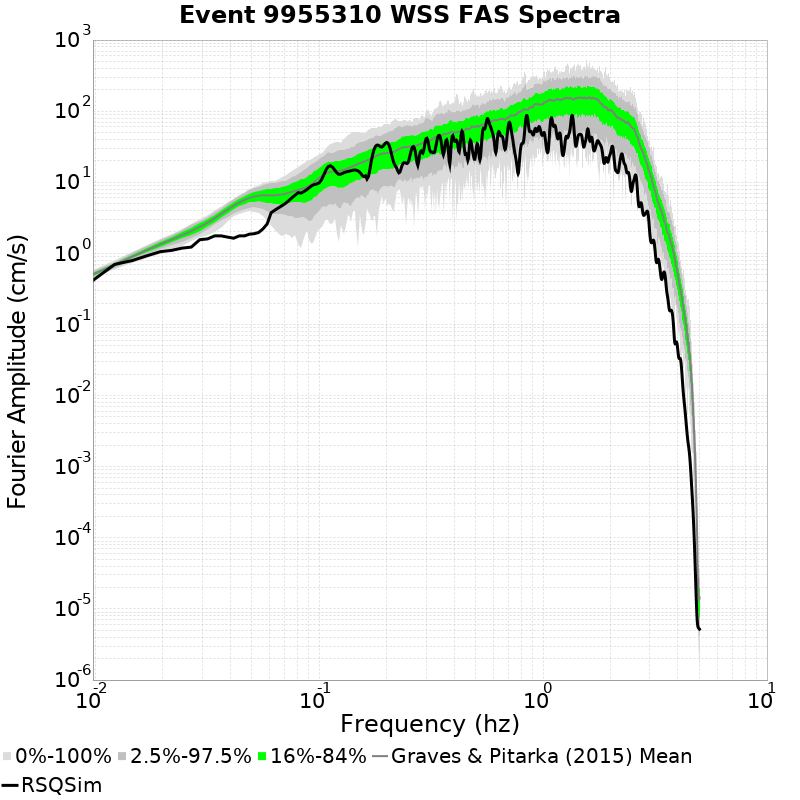 Event 9955310 WSS FAS Spectra
Fourier Amplitude (cm/s)
10^3
10^2
10^1
10^0
10^-1
10^-2
10^-3
10^-4
10^-5
10^-6
10^-2 10^-1 10^0 10^1
Frequency (hz)
0%-100% 2.5%-97.5% 16%-84% Graves & Pitarka (2015) Mean
RSQSim